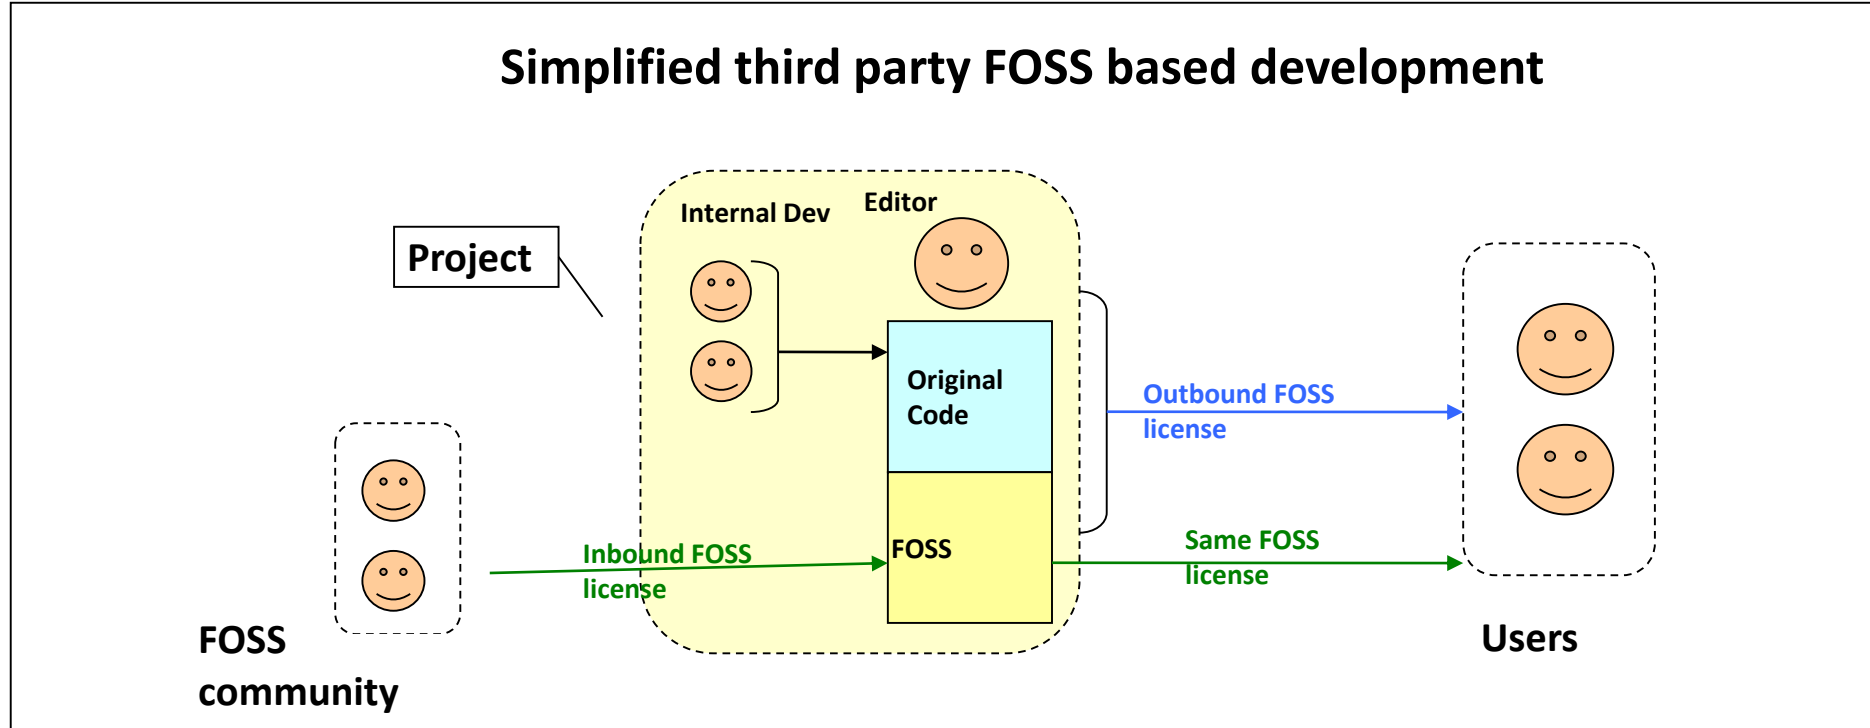 Simplified third party FOSS based development
Project
Internal Dev
Editor
Original
Code
FOSS
Inbound FOSS
license
Outbound FOSS
license
Same FOSS
license
FOSS
community
Users